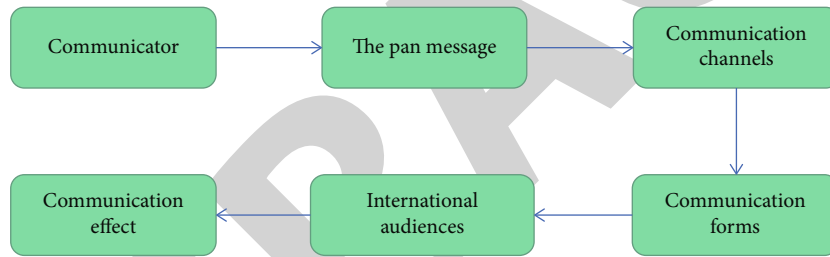 Communicator
The pan message
Communication
channels
Communication
forms
International
audiences
Communication
effect